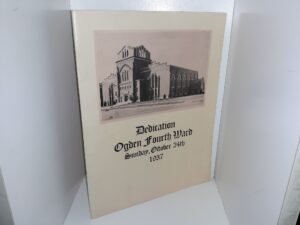 Dedication
Ogden Fourth Ward
Sunday, October 24th
1937